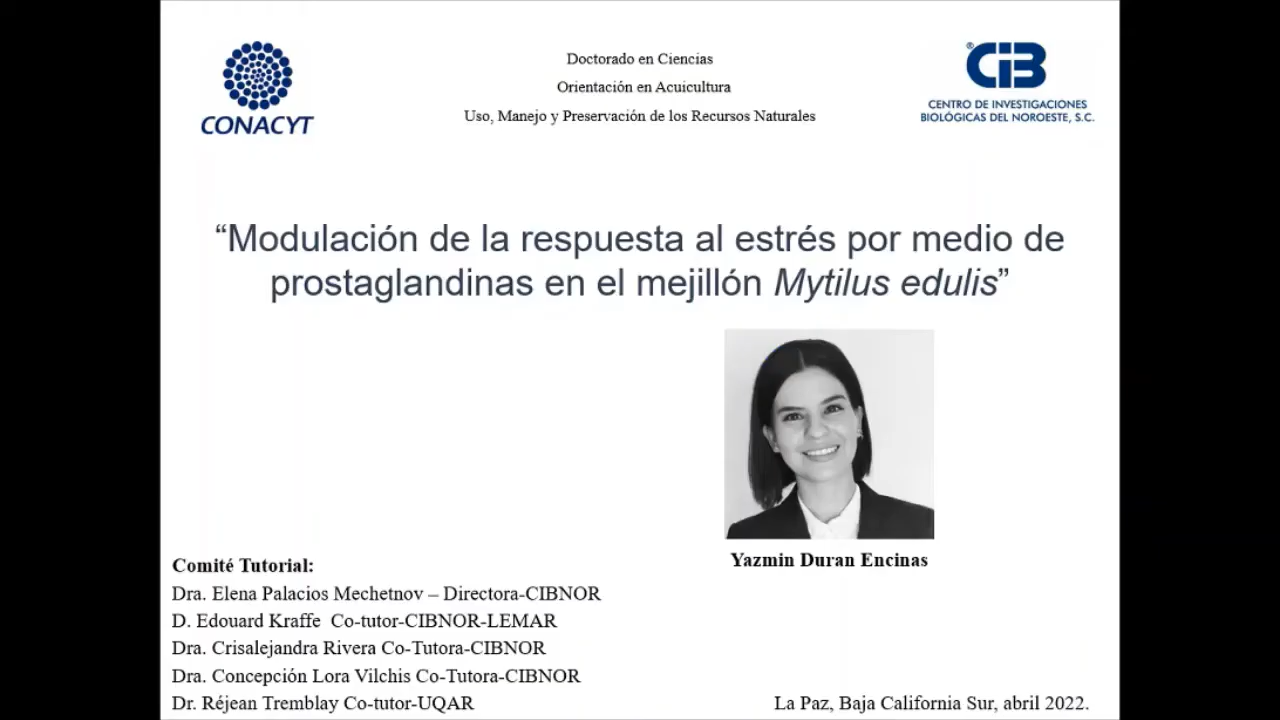 CONACYT
Doctorado en Ciencias
Orientación en Acuicultura
Uso, Manejo y Preservación de los Recursos Naturales
® CiB
CENTRO DE INVESTIGACIONES
BIOLÓGICAS DEL NOROESTE, S.C.
“Modulación de la respuesta al estrés por medio de
prostaglandinas en el mejillón Mytilus edulis”
Yazmin Duran Encinas
Comité Tutorial:
Dra. Elena Palacios Mechetnov – Directora-CIBNOR
D. Edouard Kraffe  Co-tutor-CIBNOR-LEMAR
Dra. Crisalejandra Rivera Co-Tutora-CIBNOR
Dra. Concepción Lora Vilchis Co-Tutora-CIBNOR
Dr. Réjean Tremblay Co-tutor-UQAR
La Paz, Baja California Sur, abril 2022.